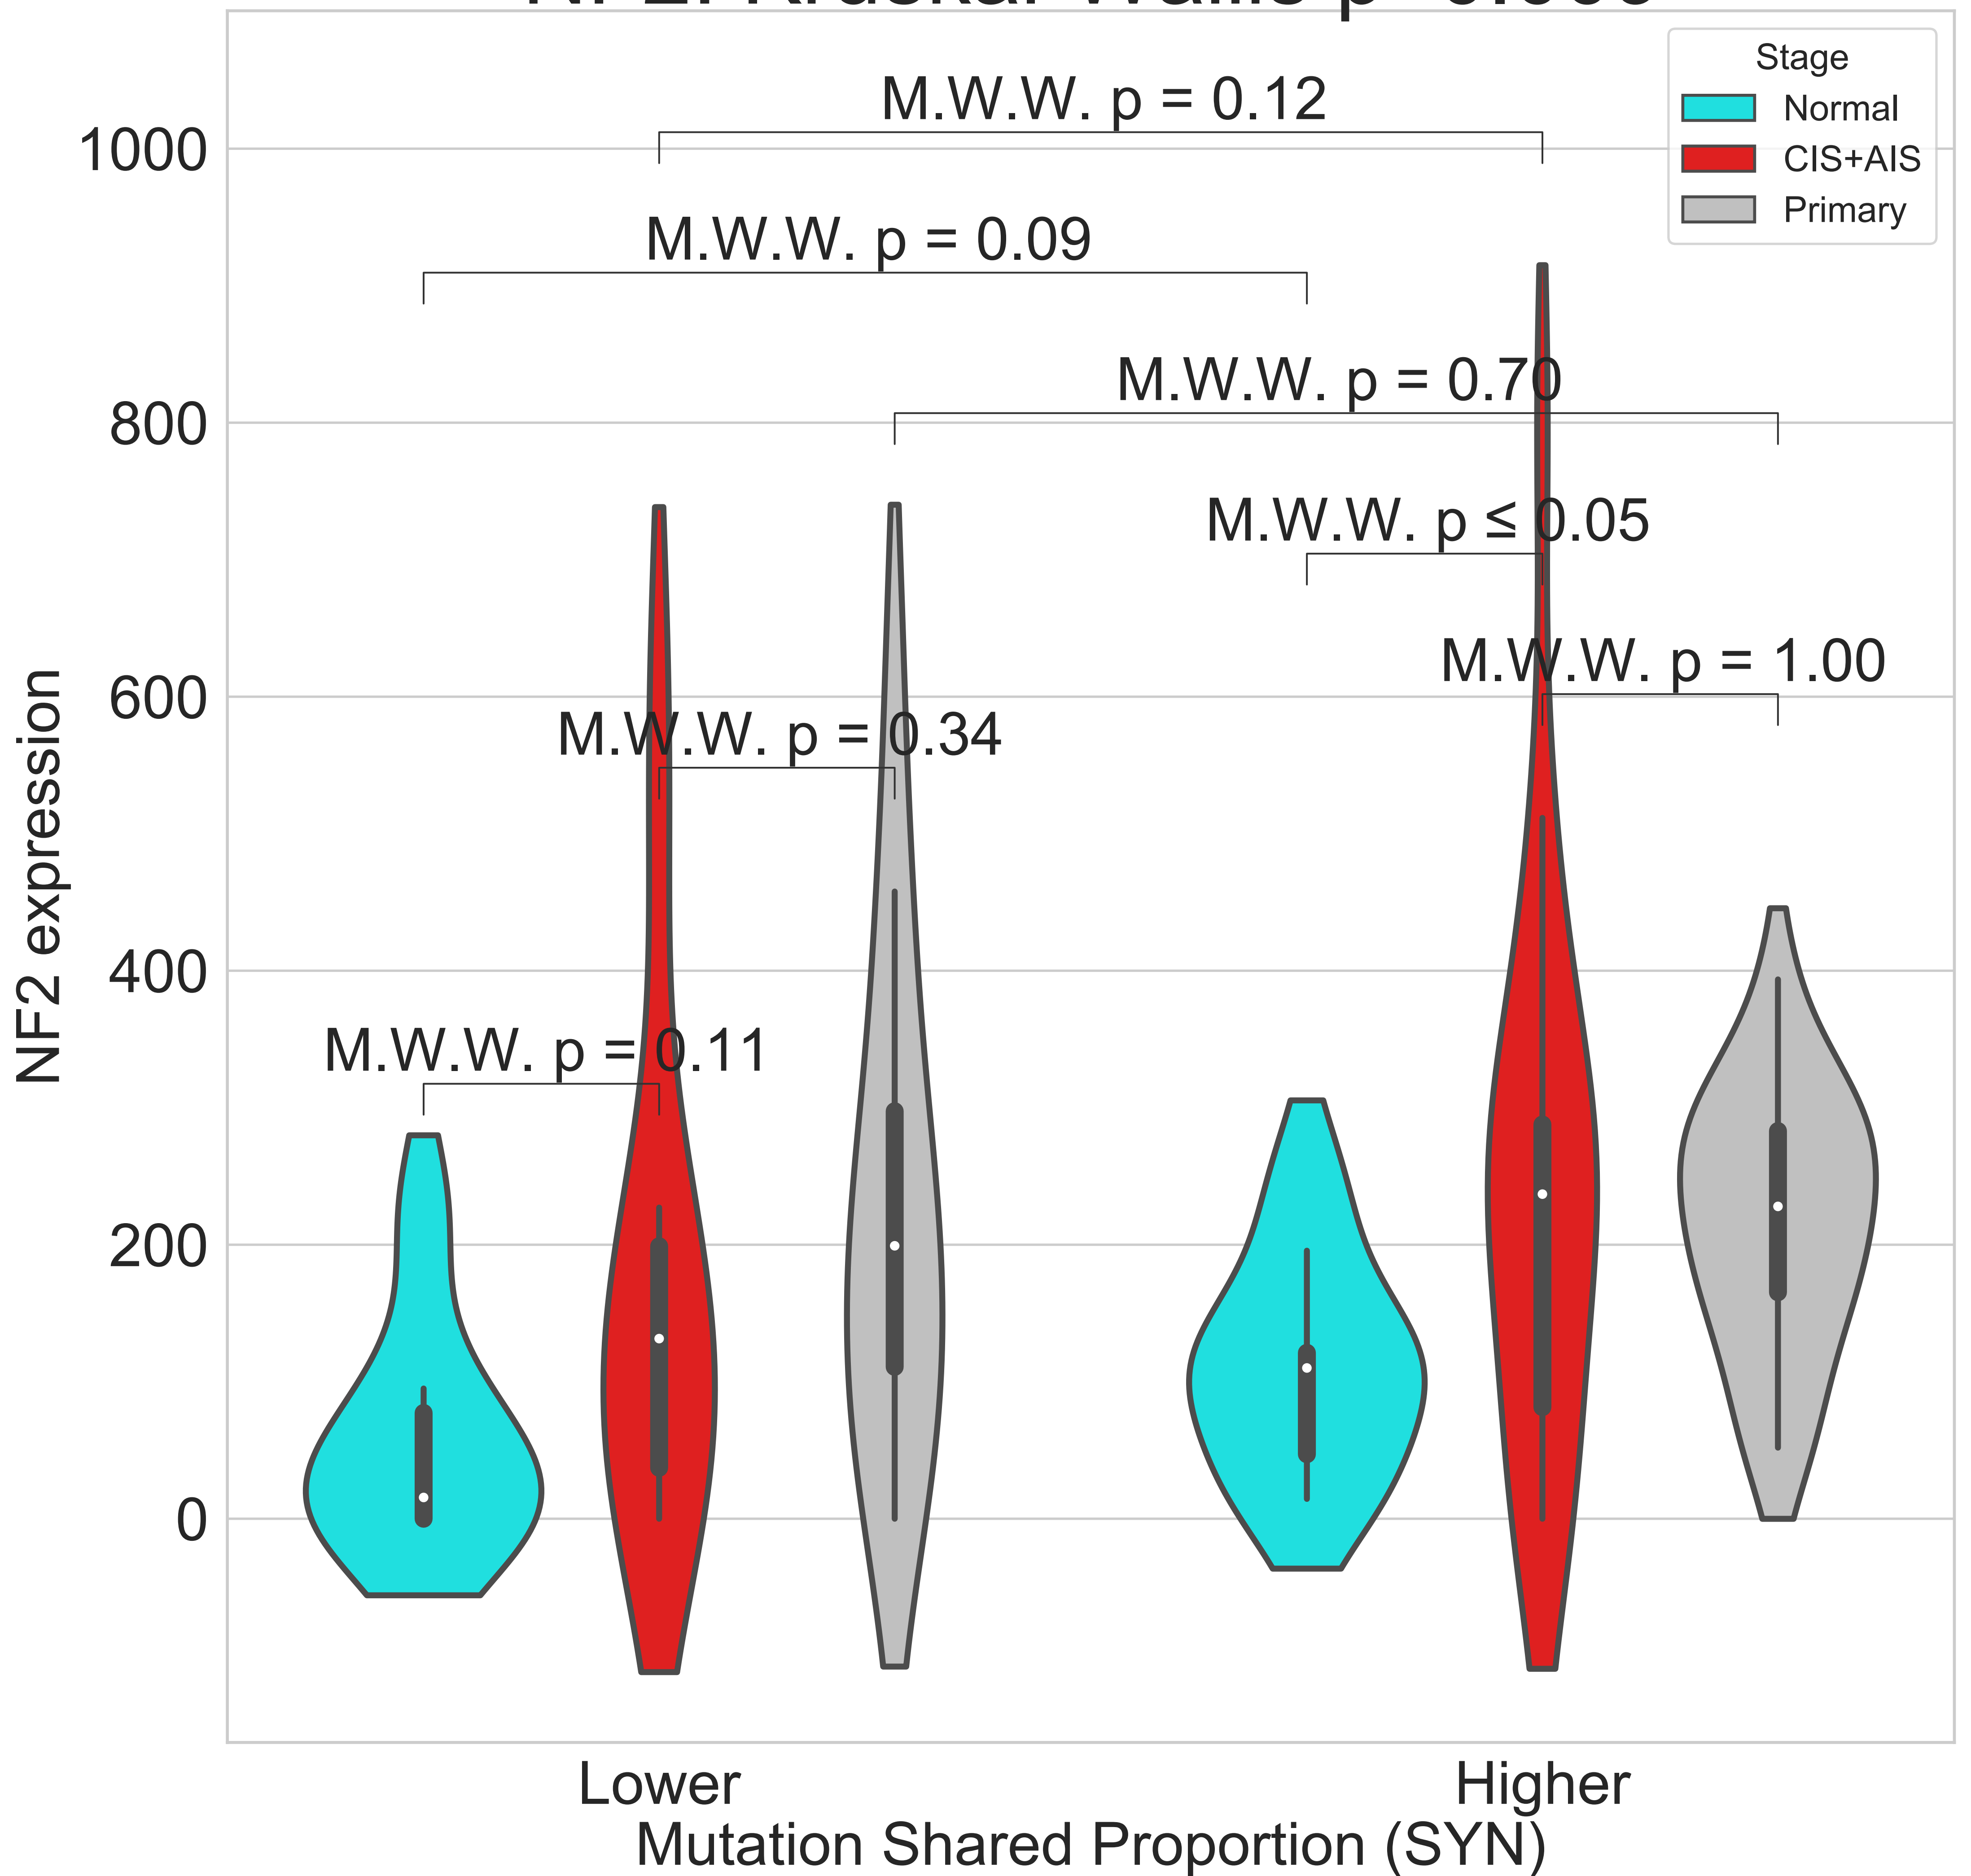 Stage
Normal
CIS+AIS
Primary
M.W.W. p = 0.12
M.W.W. p = 0.09
M.W.W. p = 0.70
M.W.W. p ≤ 0.05
M.W.W. p = 1.00
M.W.W. p = 0.34
M.W.W. p = 0.11
1000
800
600
400
200
0
NF2 expression
Lower
Higher
Mutation Shared Proportion (SYN)